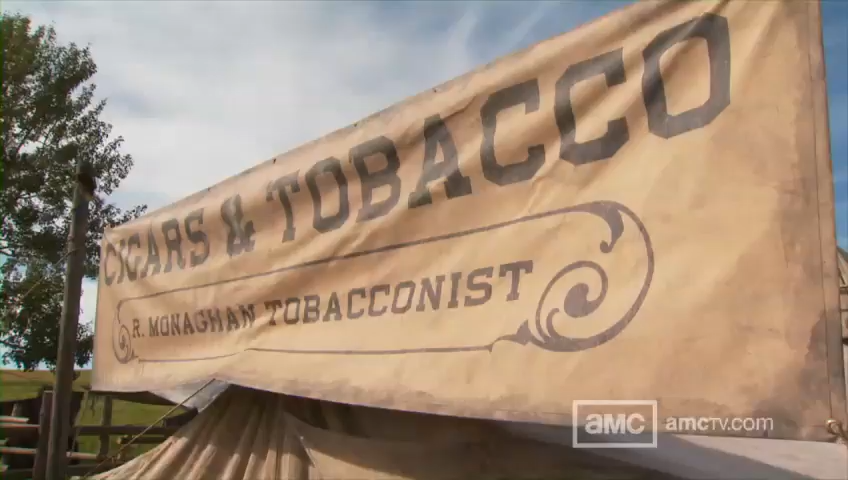 CIGARS & TOBACCO
R. MONAGHAN TOBACCONIST
AMC amctv.com